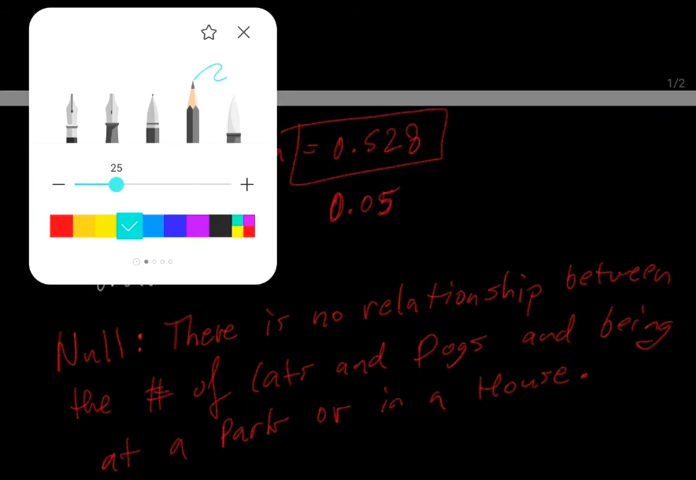 1/2
25
= 0.528
0.05
Null: There is no relationship between
the # of Cats and Dogs and being
at a Park or in a House.